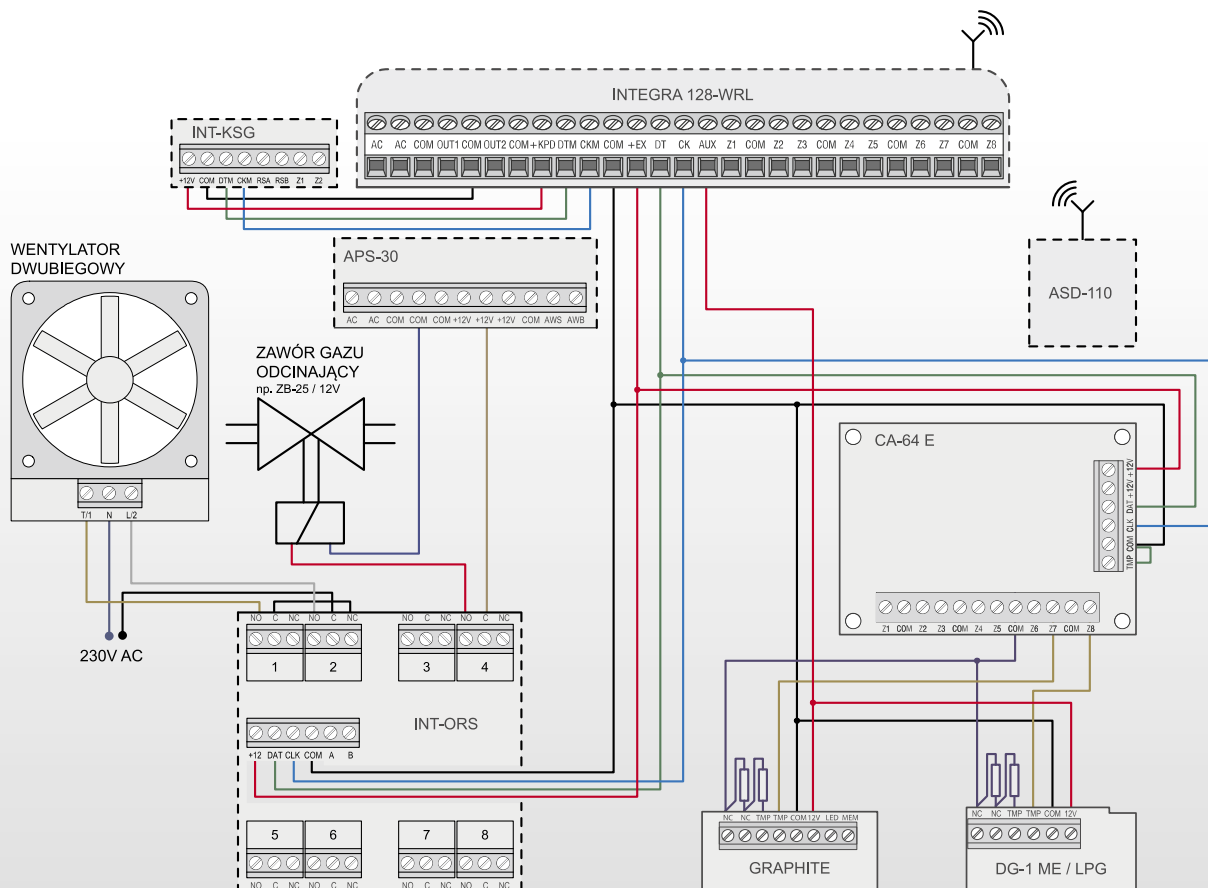 INTEGRA 128-WRL
AC AC COM OUT1 COM OUT2 COM +KPD DTM CKM COM +EX DT CK AUX Z1 COM Z2 Z3 COM Z4 Z5 COM Z6 Z7 COM Z8
INT-KSG
+12V COM DTM CKM RSA RSB Z1 Z2
APS-30
AC AC COM COM COM +12V +12V +12V COM AWS AWB
ASD-110
WENTYLATOR
DWUBIEGOWY
T/1 N L/2
230V AC
ZAWÓR GAZU
ODCINAJĄCY
np. ZB-25 / 12V
CA-64 E
+12V
+12V
DAT
CLK
COM
TMP
Z1 COM Z2 Z3 COM Z4 Z5 COM Z6 Z7 COM Z8
NO C NC NO C NC NO C NC NO C NC
1 2 3 4
INT-ORS
+12 DAT CLK COM A B
5 6 7 8
NO C NC NO C NC NO C NC NO C NC
NC NC TMP TMP COM 12V LED MEM
GRAPHITE
NC NC TMP TMP COM 12V
DG-1 ME / LPG